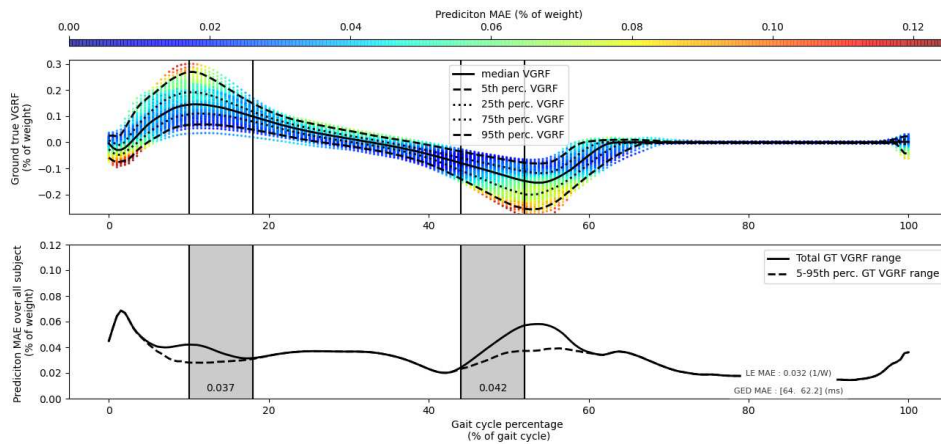 Prediciton MAE (% of weight)
0.00 0.02 0.04 0.06 0.08 0.10 0.12
Ground true VGRF
(% of weight)
0.3
0.2
0.1
0.0
−0.1
−0.2
median VGRF
5th perc. VGRF
25th perc. VGRF
75th perc. VGRF
95th perc. VGRF
0 20 40 60 80 100
Prediciton MAE over all subject
(% of weight)
0.12
0.10
0.08
0.06
0.04
0.02
0.00
Total GT VGRF range
5-95th perc. GT VGRF range
0.037
0.042
LE MAE : 0.032 (1/W)
GED MAE : [64. 62.2] (ms)
0 20 40 60 80 100
Gait cycle percentage
(% of gait cycle)